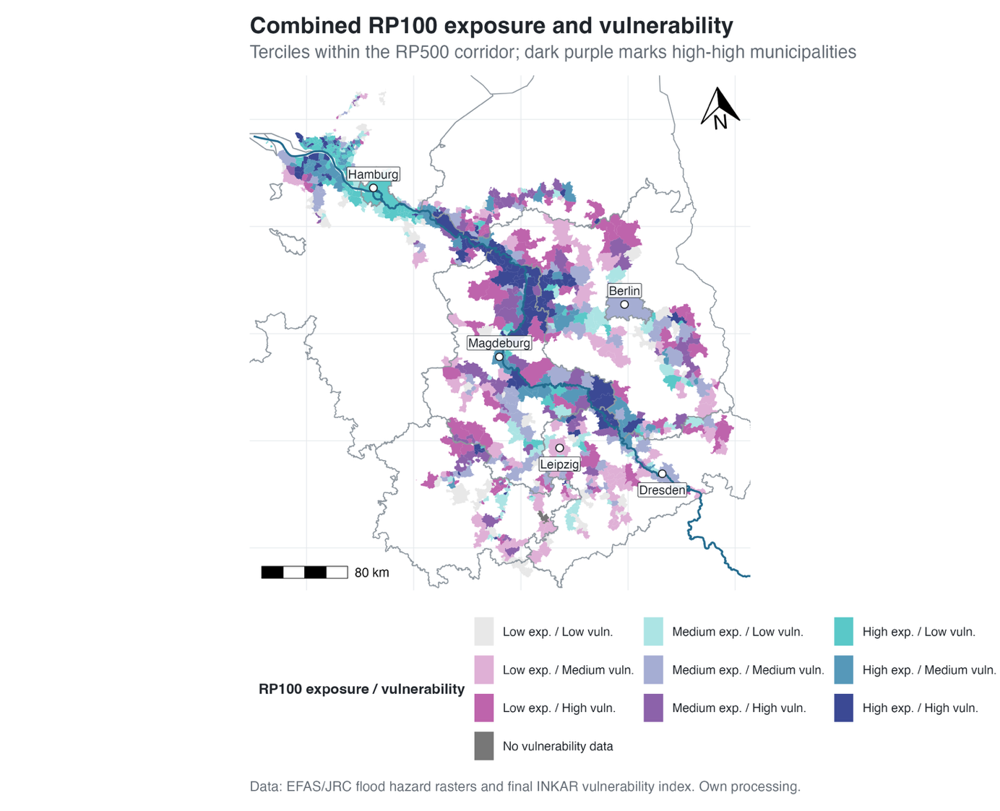 Combined RP100 exposure and vulnerability
Terciles within the RP500 corridor; dark purple marks high-high municipalities
N
Hamburg
Berlin
Magdeburg
Leipzig
Dresden
80 km
RP100 exposure / vulnerability
Low exp. / Low vuln.
Medium exp. / Low vuln.
High exp. / Low vuln.
Low exp. / Medium vuln.
Medium exp. / Medium vuln.
High exp. / Medium vuln.
Low exp. / High vuln.
Medium exp. / High vuln.
High exp. / High vuln.
No vulnerability data
Data: EFAS/JRC flood hazard rasters and final INKAR vulnerability index. Own processing.